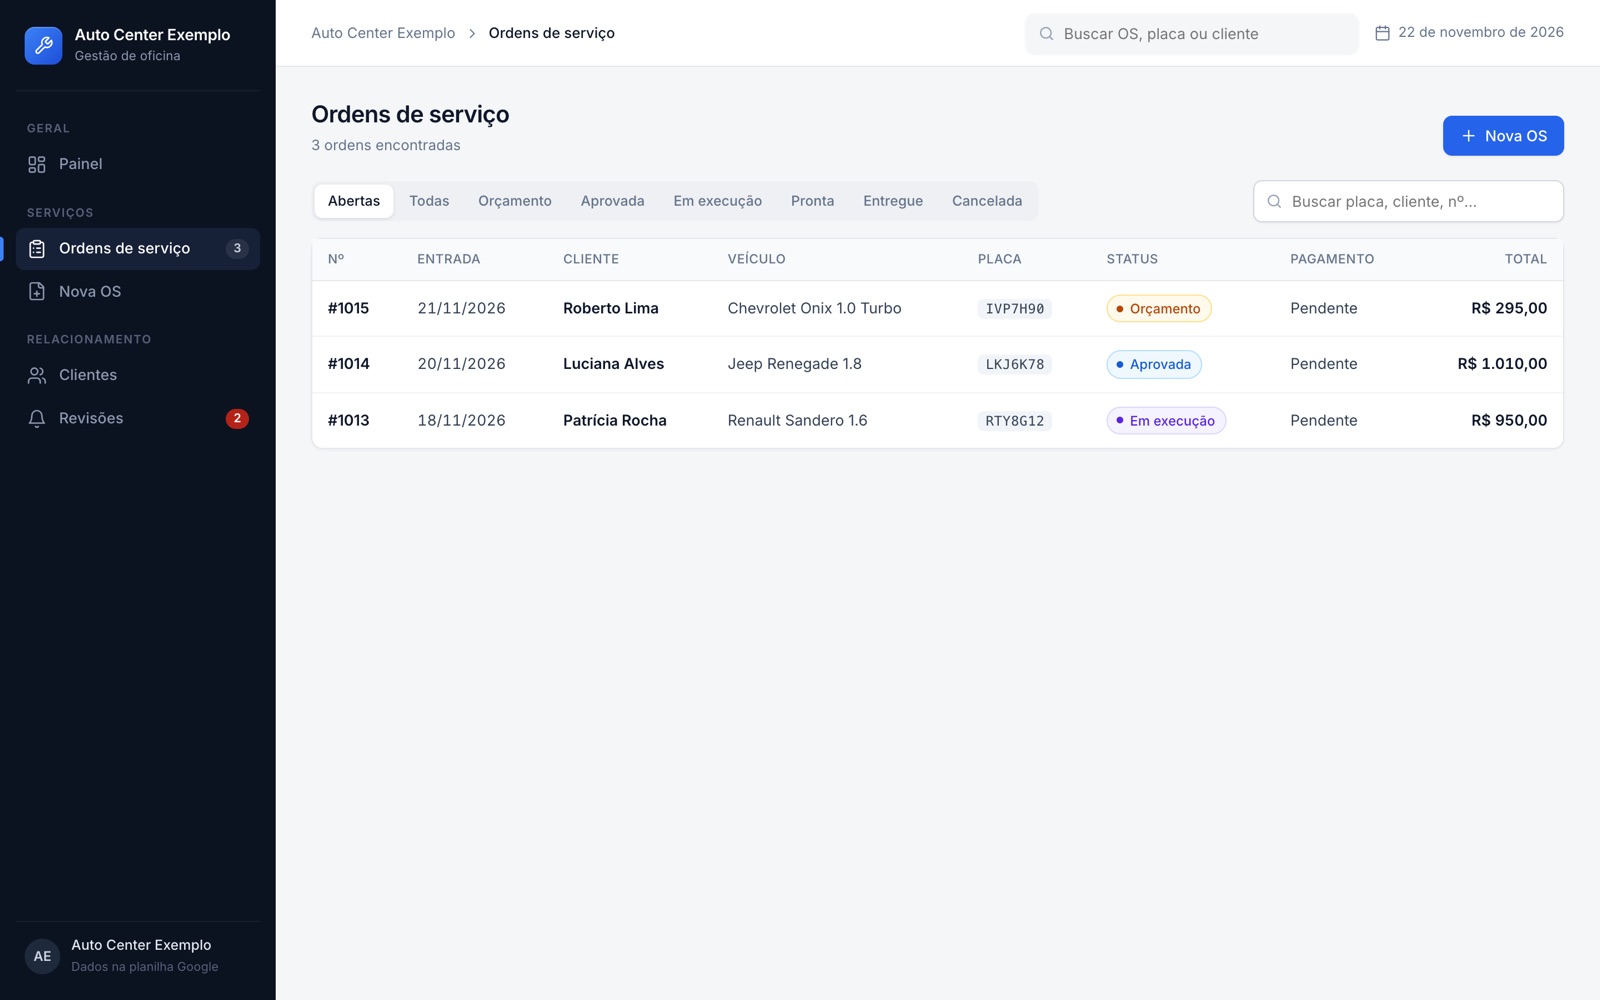 Auto Center Exemplo
Gestão de oficina
GERAL
Painel
SERVIÇOS
Ordens de serviço 3
Nova OS
RELACIONAMENTO
Clientes
Revisões 2
AE
Auto Center Exemplo
Dados na planilha Google
Auto Center Exemplo > Ordens de serviço
Buscar OS, placa ou cliente
22 de novembro de 2026
Ordens de serviço
3 ordens encontradas
+ Nova OS
Abertas Todas Orçamento Aprovada Em execução Pronta Entregue Cancelada
Buscar placa, cliente, nº...
Nº ENTRADA CLIENTE VEÍCULO PLACA STATUS PAGAMENTO TOTAL
#1015 21/11/2026 Roberto Lima Chevrolet Onix 1.0 Turbo IVP7H90 Orçamento Pendente R$ 295,00
#1014 20/11/2026 Luciana Alves Jeep Renegade 1.8 LKJ6K78 Aprovada Pendente R$ 1.010,00
#1013 18/11/2026 Patrícia Rocha Renault Sandero 1.6 RTY8G12 Em execução Pendente R$ 950,00